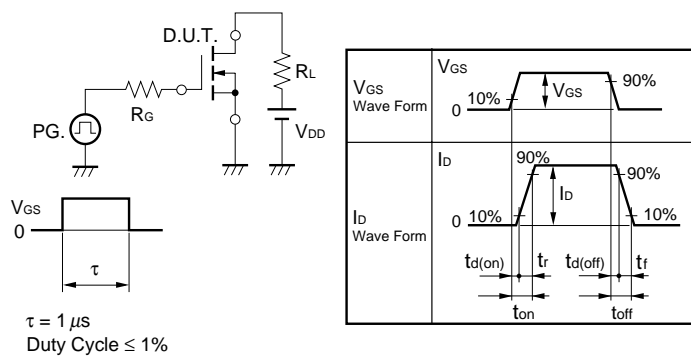 D.U.T.
RL
RG
PG.
VDD
VGS
0
τ
τ = 1 μs
Duty Cycle ≤ 1%
VGS
Wave Form
VGS
VGS
90%
10%
0
ID
Wave Form
ID
90%
90%
ID
0
10%
10%
td(on) tr td(off) tf
ton toff